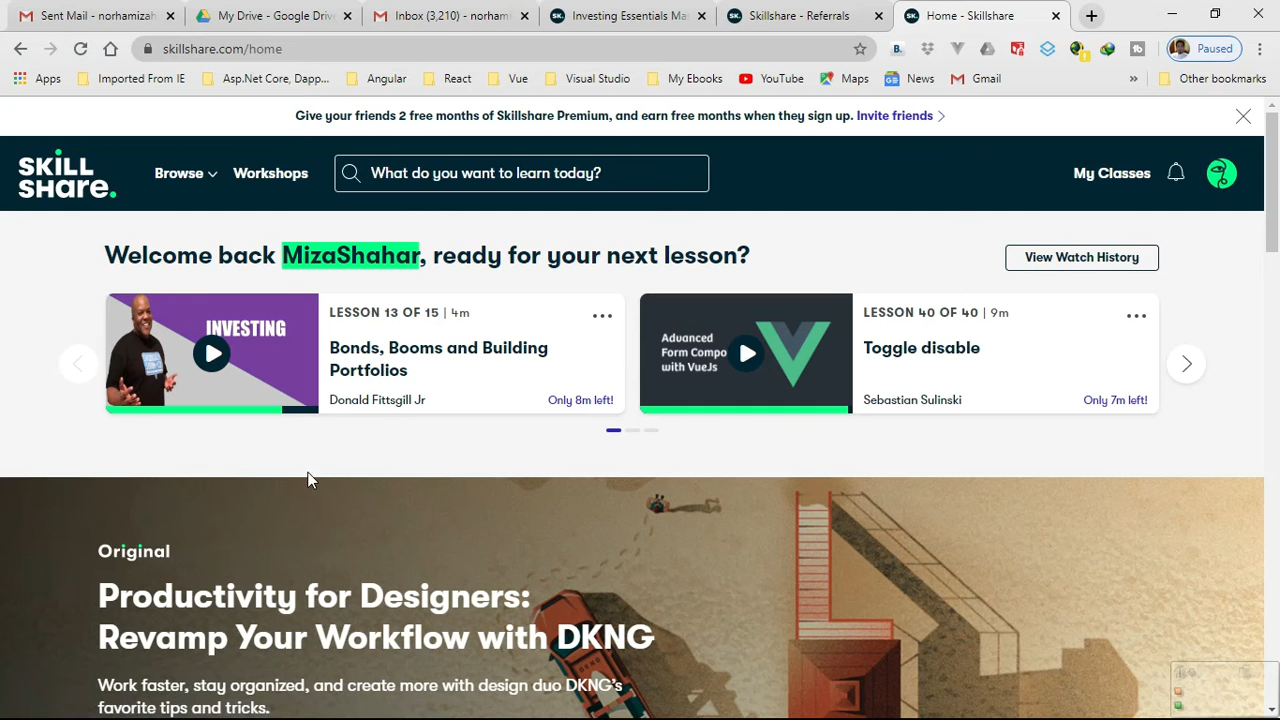 Sent Mail - norhamizah
My Drive - Google Drive
Inbox (3,210) - norham
Investing Essentials Ma
Skillshare - Referrals
Home - Skillshare
skillshare.com/home
Paused
Apps
Imported From IE
Asp.Net Core, Dapp...
Angular
React
Vue
Visual Studio
My Ebook
YouTube
Maps
News
Gmail
Other bookmarks
Give your friends 2 free months of Skillshare Premium, and earn free months when they sign up. Invite friends
SKILL
SHARE.
Browse
Workshops
What do you want to learn today?
My Classes
Welcome back MizaShahar, ready for your next lesson?
View Watch History
INVESTING
LESSON 13 OF 15 | 4m
Bonds, Booms and Building
Portfolios
Donald Fittsgill Jr
Only 8m left!
Advanced
Form Compo
with VueJs
LESSON 40 OF 40 | 9m
Toggle disable
Sebastian Sulinski
Only 7m left!
Original
Productivity for Designers:
Revamp Your Workflow with DKNG
Work faster, stay organized, and create more with design duo DKNG's
favorite tips and tricks.
DKNG